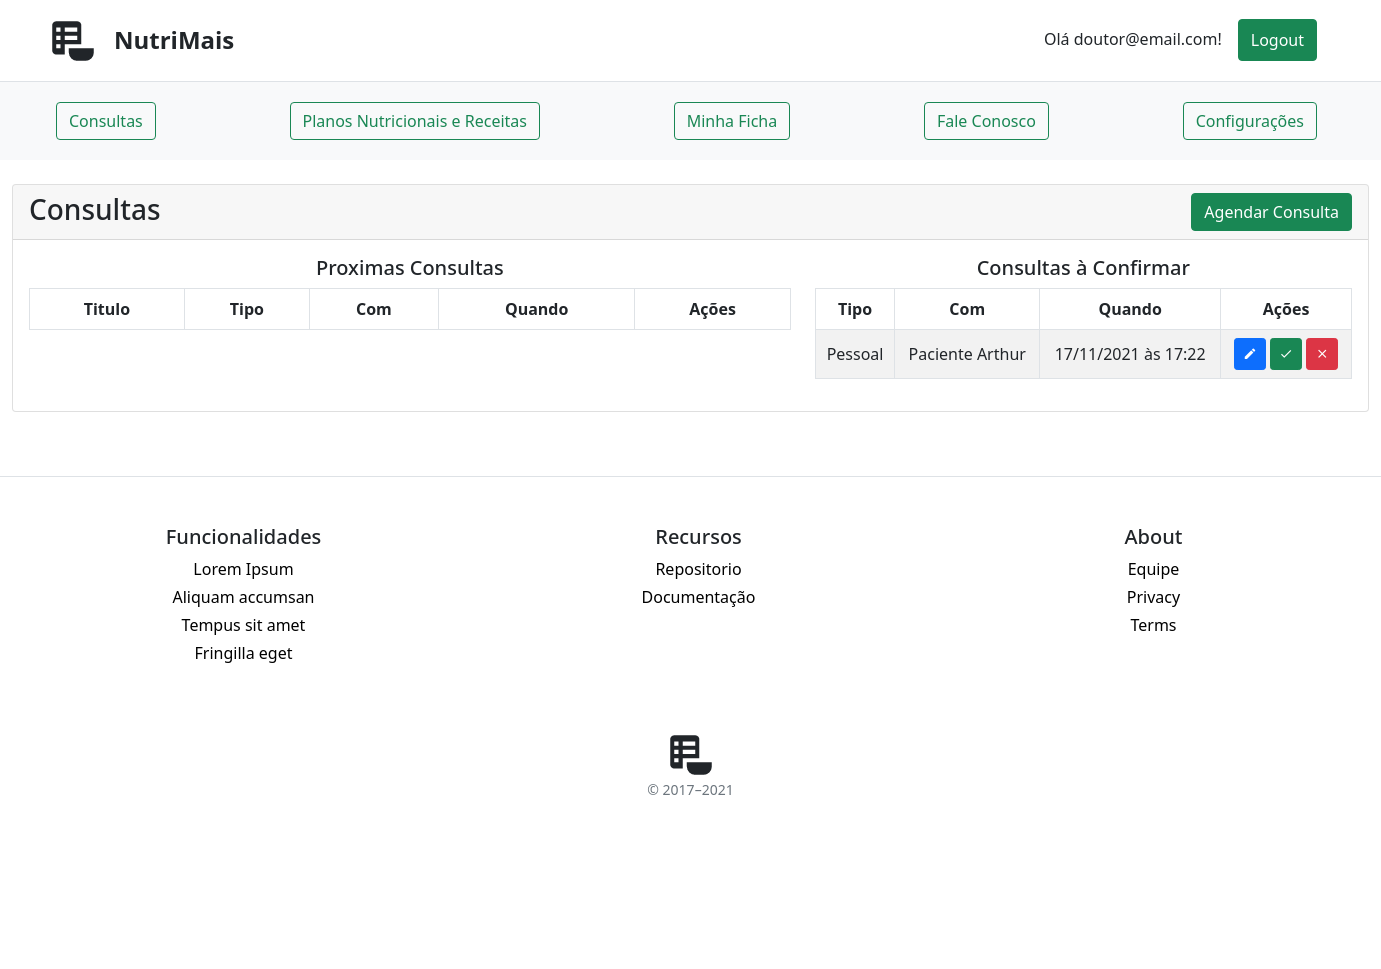 NutriMais
Olá doutor@email.com! Logout
Consultas Planos Nutricionais e Receitas Minha Ficha Fale Conosco Configurações
Consultas
Agendar Consulta
Proximas Consultas
Titulo Tipo Com Quando Ações
Consultas à Confirmar
Tipo Com Quando Ações
Pessoal Paciente Arthur 17/11/2021 às 17:22
Funcionalidades
Lorem Ipsum
Aliquam accumsan
Tempus sit amet
Fringilla eget
Recursos
Repositorio
Documentação
About
Equipe
Privacy
Terms
© 2017–2021